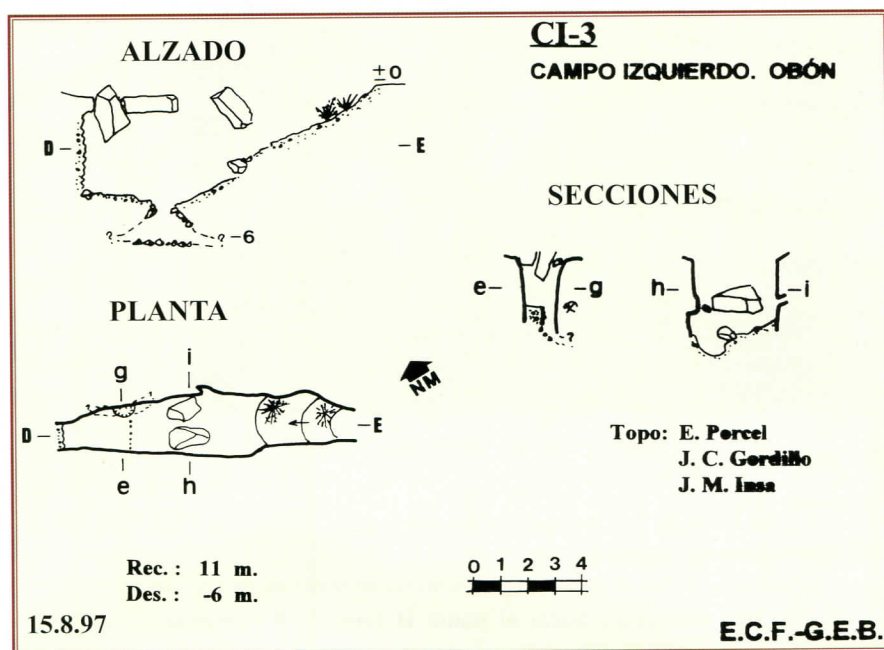 CI-3
CAMPO IZQUIERDO. OBÓN
ALZADO
±0
D
E
?
?
-6
SECCIONES
e
g
?
h
i
PLANTA
g
i
?
?
D
E
e
h
NM
Topo: E. Porcel
J. C. Gordillo
J. M. Insa
Rec. : 11 m.
Des. : -6 m.
0 1 2 3 4
15.8.97
E.C.F.-G.E.B.